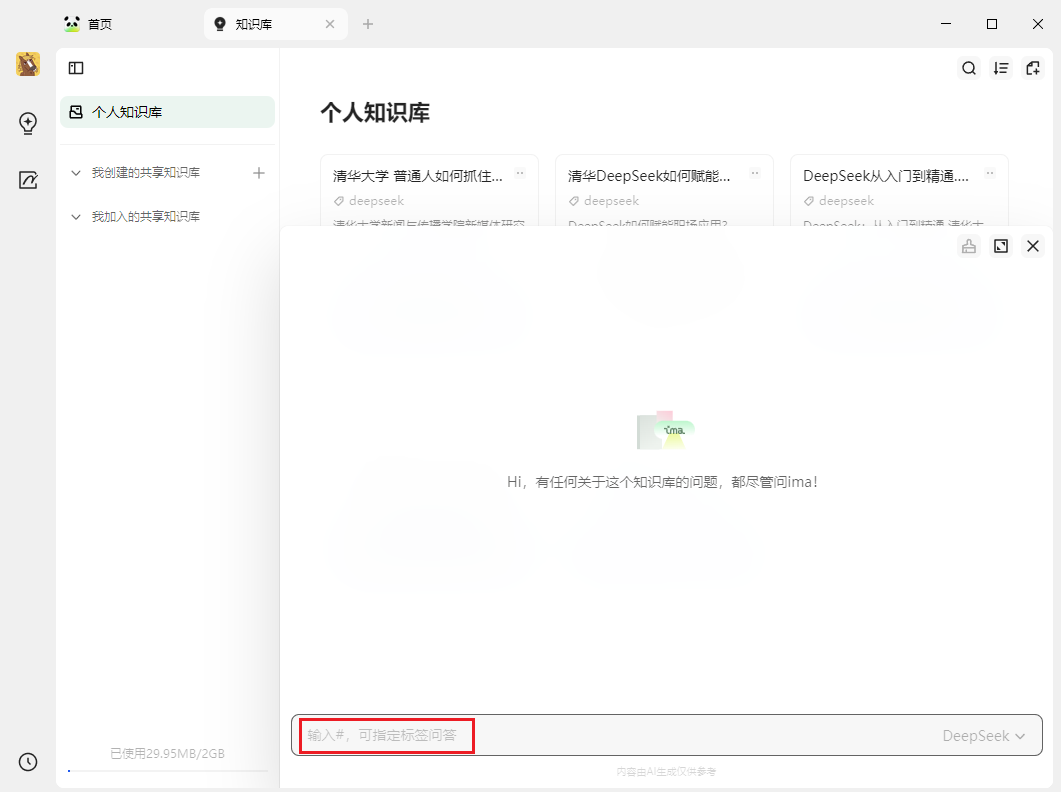 首页
知识库
个人知识库
我创建的共享知识库
我加入的共享知识库
已使用29.95MB/2GB
个人知识库
清华大学 普通人如何抓住...
deepseek
清华大学新闻与传播学院新媒体研究
清华DeepSeek如何赋能...
deepseek
DeepSeek如何赋能职场应用?
DeepSeek从入门到精通....
deepseek
DeepSeek：从入门到精通 清华大
ima.
Hi，有任何关于这个知识库的问题，都尽管问ima！
输入#，可指定标签问答
DeepSeek
内容由AI生成仅供参考